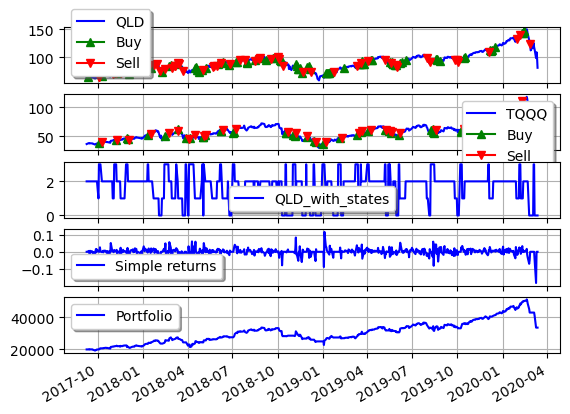 150
100
QLD
Buy
Sell
100
50
TQQQ
Buy
Sell
2
0
QLD_with_states
0.1
0.0
−0.1
Simple returns
40000
20000
Portfolio
2017-10
2018-01
2018-04
2018-07
2018-10
2019-01
2019-04
2019-07
2019-10
2020-01
2020-04